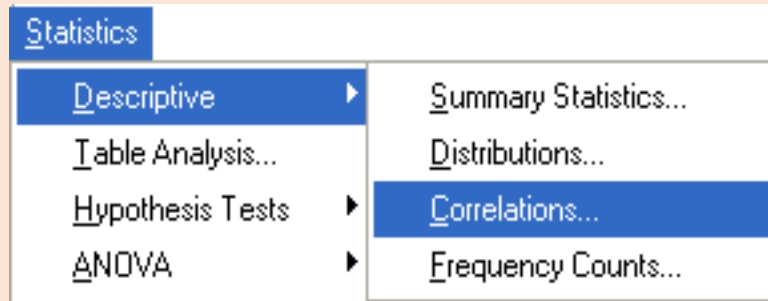 Statistics
Descriptive
Table Analysis...
Hypothesis Tests
ANOVA
Summary Statistics...
Distributions...
Correlations...
Frequency Counts...